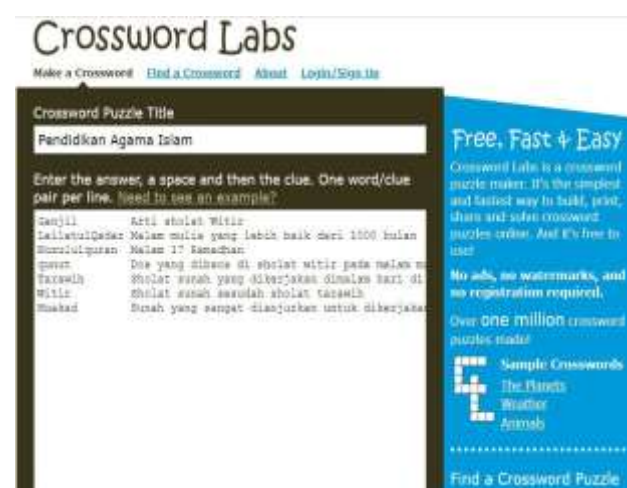 Crossword Labs
Make a Crossword Find a Crossword About Login/Sign Up
Crossword Puzzle Title
Pendidikan Agama Islam
Enter the answer, a space and then the clue. One word/clue
pair per line. Need to see an example?
Ganjil Arti sholat Witir
LailatulQadar Malam mulia yang lebih baik dari 1000 bulan
Nuzululquran Malam 17 Ramadhan
qunut Doa yang dibaca di sholat witir pada malam
Tarawih Sholat sunah yang dikerjakan dimalam hari di
Witir Sholat sunah sesudah sholat tarawih
Muakad Sunah yang sangat dianjurkan untuk dikerjakan
Free, Fast & Easy
Crossword Labs is a crossword
puzzle maker. It's the simplest
and fastest way to build, print,
share and solve crossword
puzzles online. And it's free to
use!
No ads, no watermarks, and
no registration required.
Over one million crossword
puzzles made!
Sample Crosswords
The Planets
Weather
Animals
Find a Crossword Puzzle